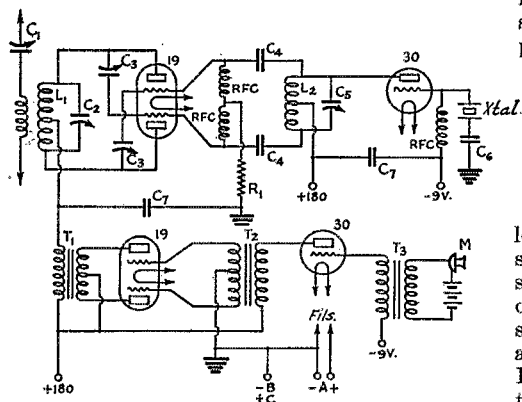 C1
L1
C2
C3
C3
19
RFC
RFC
C4
C4
R1
L2
C5
30
RFC
Xtal.
C6
C7
C7
+180
-9V.
T1
19
T2
30
T3
M
Fils.
-9V.
+180
-B
+C
-A+